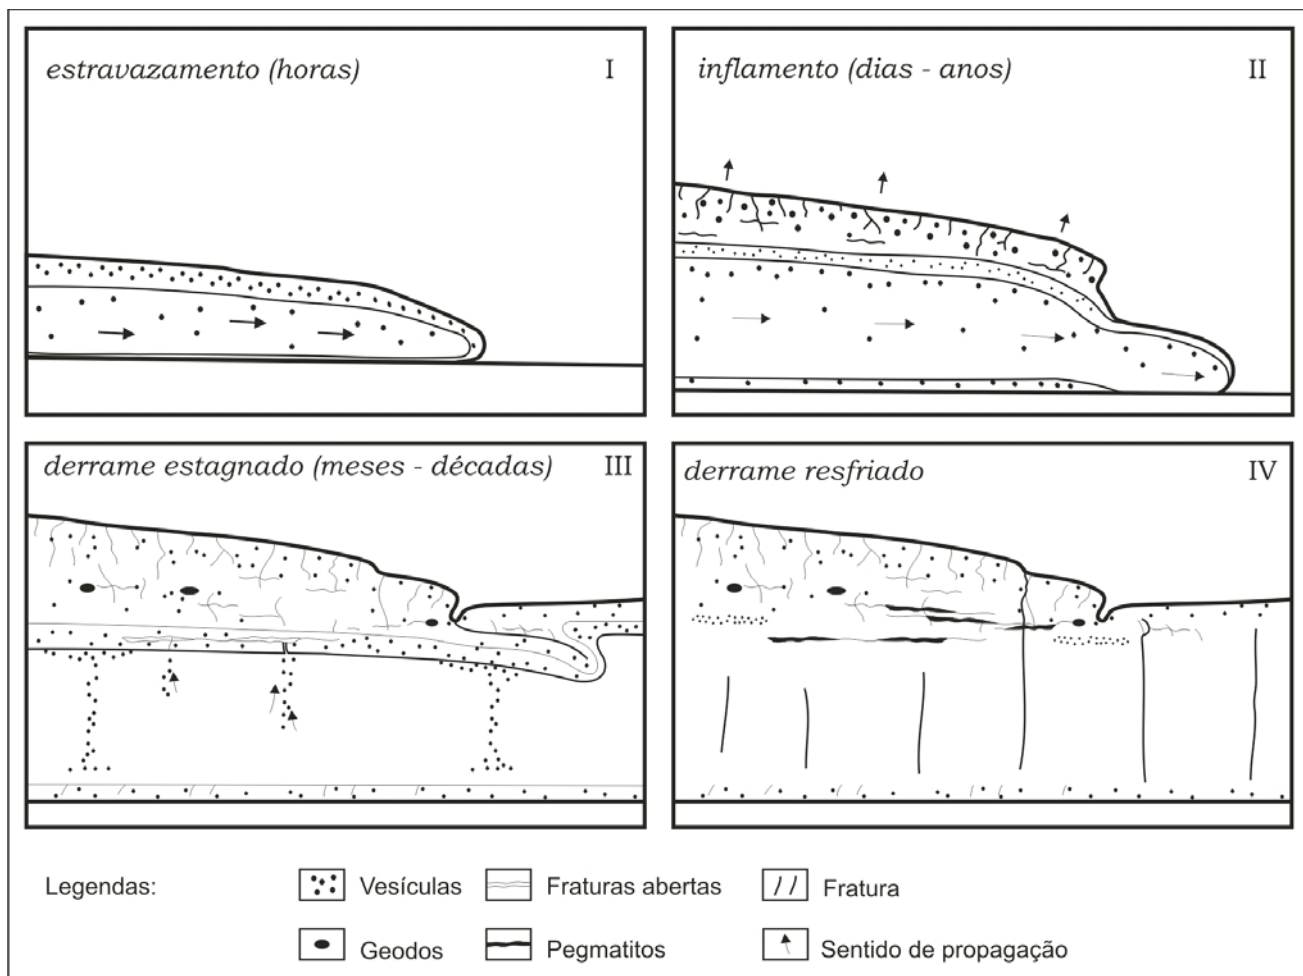 estravazamento (horas) I
inflamento (dias - anos) II
derrame estagnado (meses - décadas) III
derrame resfriado IV
Legendas: Vesículas Fraturas abertas Fratura
Geodos Pegmatitos Sentido de propagação